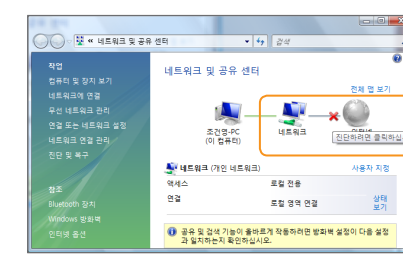 « 네트워크 및 공유 센터
검색
작업
컴퓨터 및 장치 보기
네트워크에 연결
무선 네트워크 관리
연결 또는 네트워크 설정
네트워크 연결 관리
진단 및 복구
참조
Bluetooth 장치
Windows 방화벽
인터넷 옵션
네트워크 및 공유 센터
전체 맵 보기
조건영-PC
(이 컴퓨터)
네트워크
진단하려면 클릭하십
네트워크 (개인 네트워크)
사용자 지정
액세스
로컬 전용
연결
로컬 영역 연결
상태
보기
공유 및 검색 기능이 올바르게 작동하려면 방화벽 설정이 다음 설정
과 일치하는지 확인하십시오.